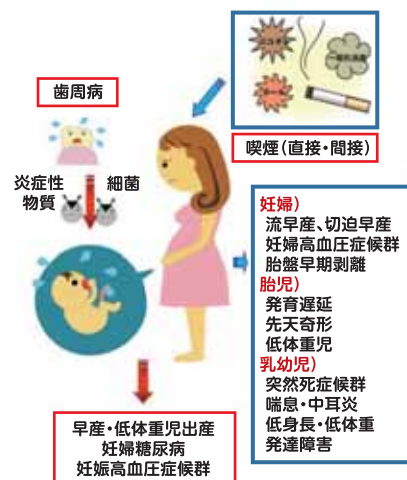 歯周病
炎症性
物質
細菌
喫煙(直接・間接)
妊婦)
流早産、切迫早産
妊婦高血圧症候群
胎盤早期剥離
胎児)
発育遅延
先天奇形
低体重児
乳幼児)
突然死症候群
喘息・中耳炎
低身長・低体重
発達障害
早産・低体重児出産
妊婦糖尿病
妊娠高血圧症候群